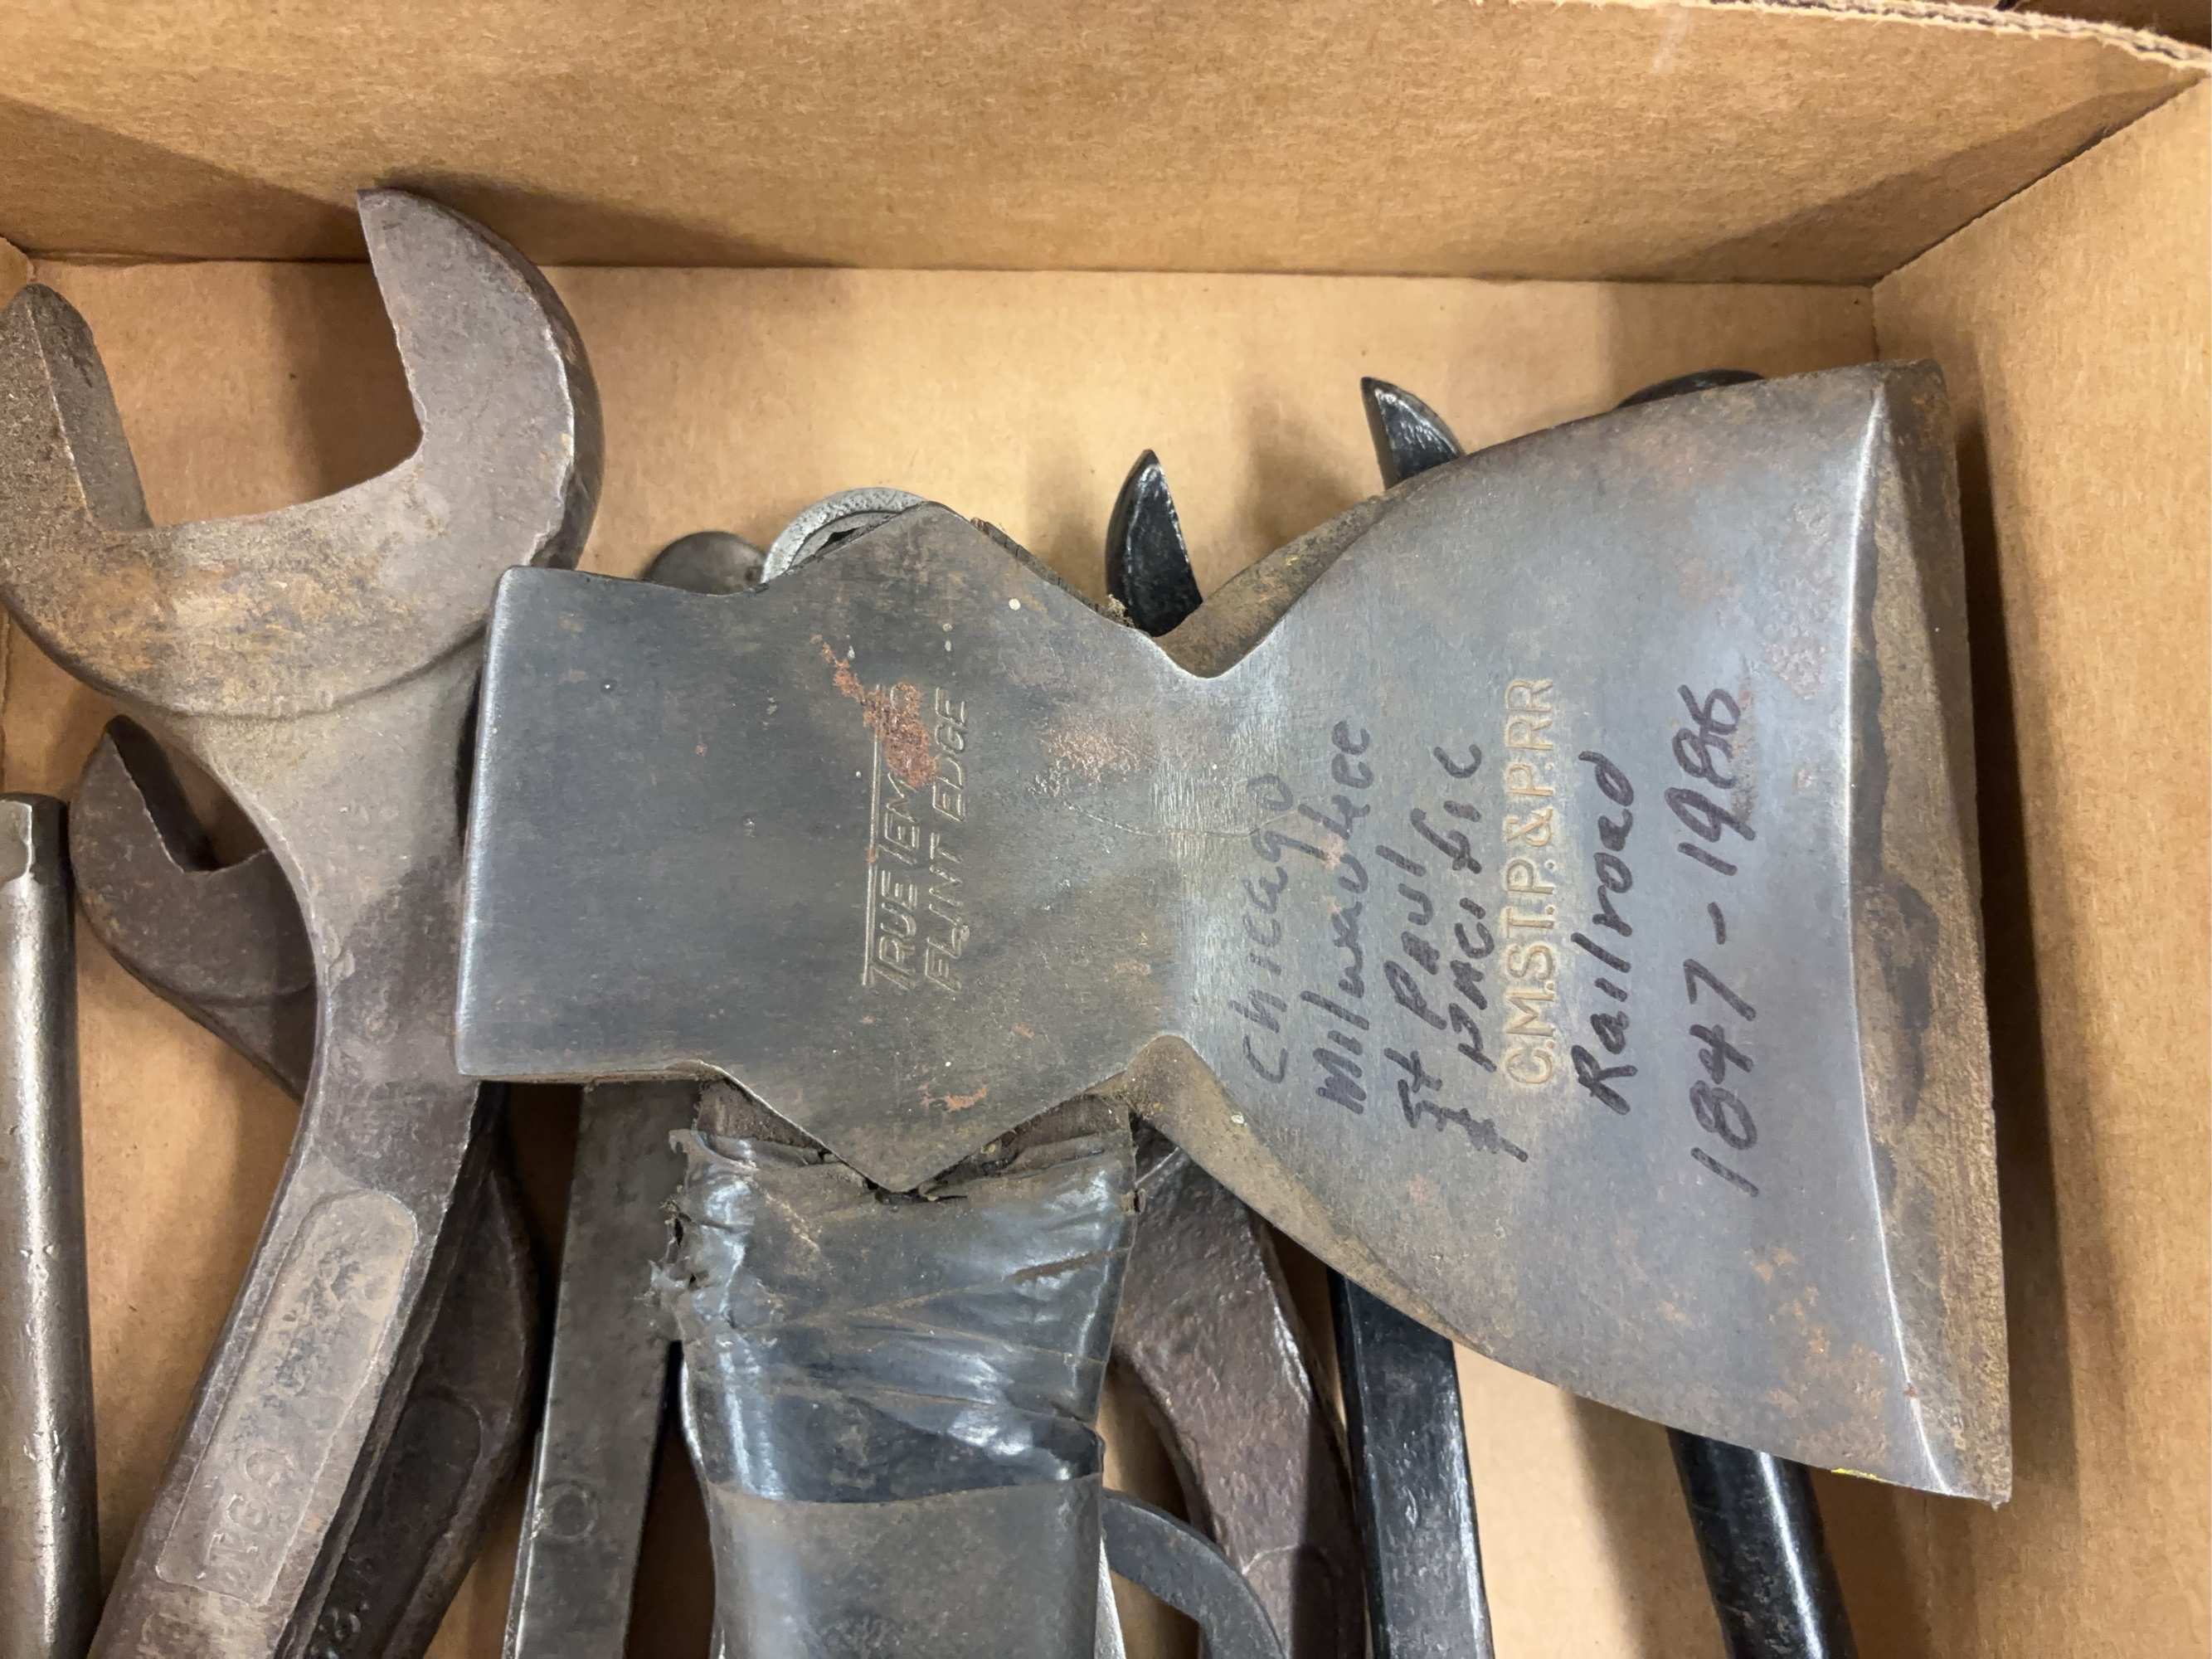 TRUE TEMPER
FLINT EDGE
Chicago
Milwaukee
St Paul
& PACific
C.M.ST.P.&P.RR
Railroad
1847-1986